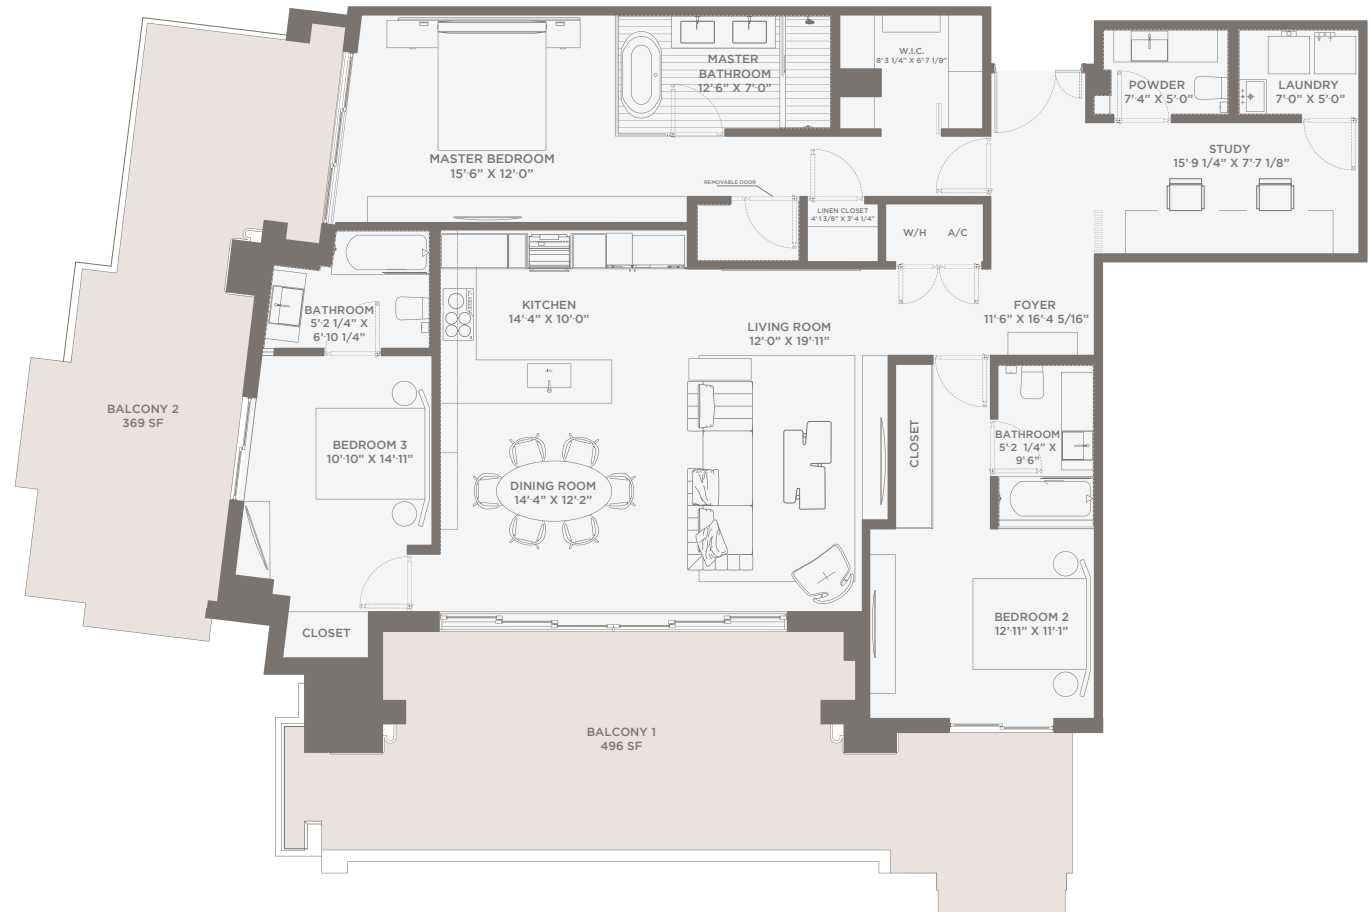 W.I.C.
8'3 1/4" X 6'7 1/8"
MASTER
BATHROOM
12'6" X 7'0"
POWDER
7'4" X 5'0"
LAUNDRY
7'0" X 5'0"
MASTER BEDROOM
15'6" X 12'0"
STUDY
15'9 1/4" X 7'7 1/8"
REMOVABLE DOOR
LINEN CLOSET
4'1 3/8" X 3'4 1/4"
W/H
A/C
BATHROOM
5'2 1/4" X
6'10 1/4"
KITCHEN
14'4" X 10'0"
LIVING ROOM
12'0" X 19'11"
FOYER
11'6" X 16'4 5/16"
BALCONY 2
369 SF
BEDROOM 3
10'10" X 14'11"
CLOSET
BATHROOM
5'2 1/4" X
9'6"
DINING ROOM
14'4" X 12'2"
CLOSET
BEDROOM 2
12'11" X 11'1"
BALCONY 1
496 SF